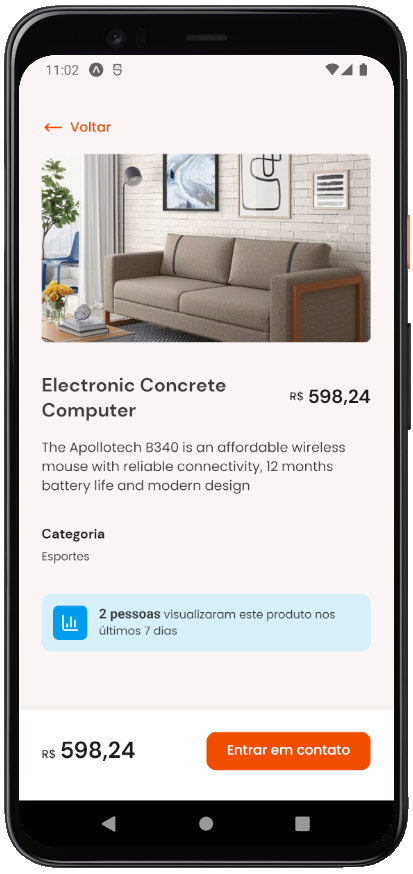 11:02
Voltar
Electronic Concrete
Computer
R$ 598,24
The Apollotech B340 is an affordable wireless
mouse with reliable connectivity, 12 months
battery life and modern design
Categoria
Esportes
2 pessoas visualizaram este produto nos
últimos 7 dias
R$ 598,24
Entrar em contato